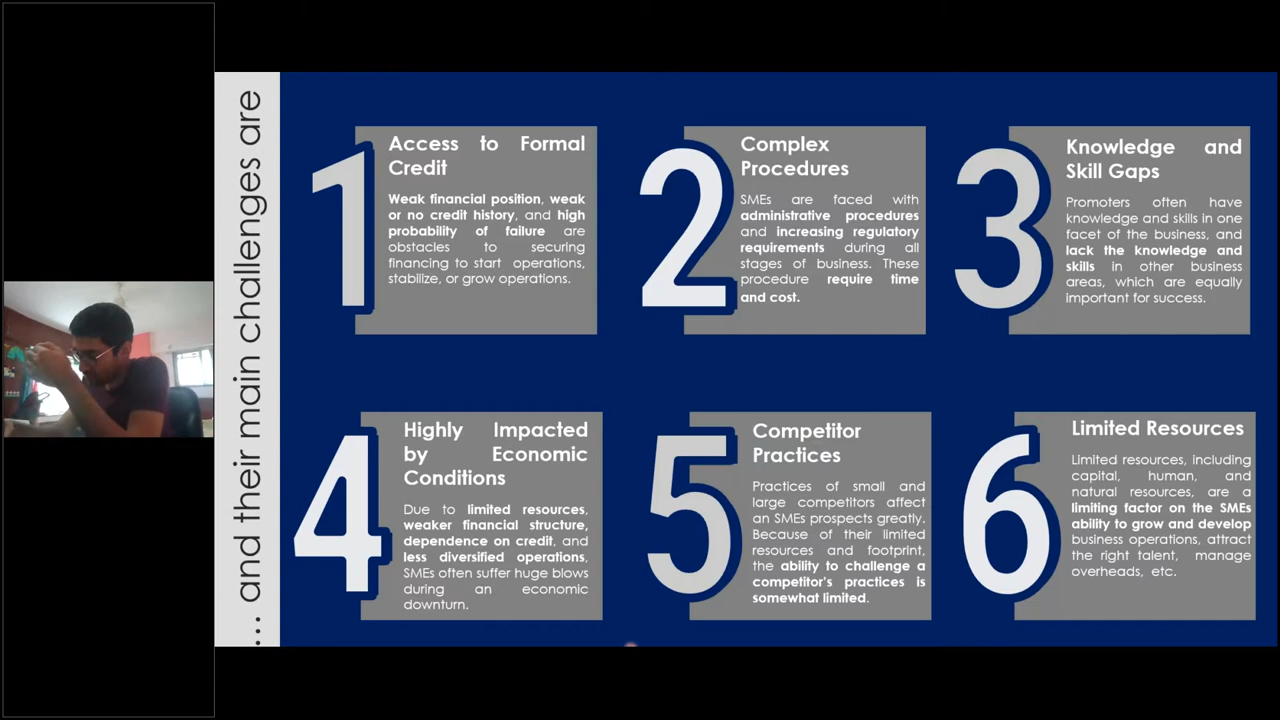 ... and their main challenges are
1
Access to Formal
Credit
Weak financial position, weak
or no credit history, and high
probability of failure are
obstacles to securing
financing to start operations,
stabilize, or grow operations.
2
Complex
Procedures
SMEs are faced with
administrative procedures
and increasing regulatory
requirements during all
stages of business. These
procedure require time
and cost.
3
Knowledge and
Skill Gaps
Promoters often have
knowledge and skills in one
facet of the business, and
lack the knowledge and
skills in other business
areas, which are equally
important for success.
4
Highly Impacted
by Economic
Conditions
Due to limited resources,
weaker financial structure,
dependence on credit, and
less diversified operations,
SMEs often suffer huge blows
during an economic
downturn.
5
Competitor
Practices
Practices of small and
large competitors affect
an SMEs prospects greatly.
Because of their limited
resources and footprint,
the ability to challenge a
competitor's practices is
somewhat limited.
6
Limited Resources
Limited resources, including
capital, human, and
natural resources, are a
limiting factor on the SMEs
ability to grow and develop
business operations, attract
the right talent, manage
overheads, etc.